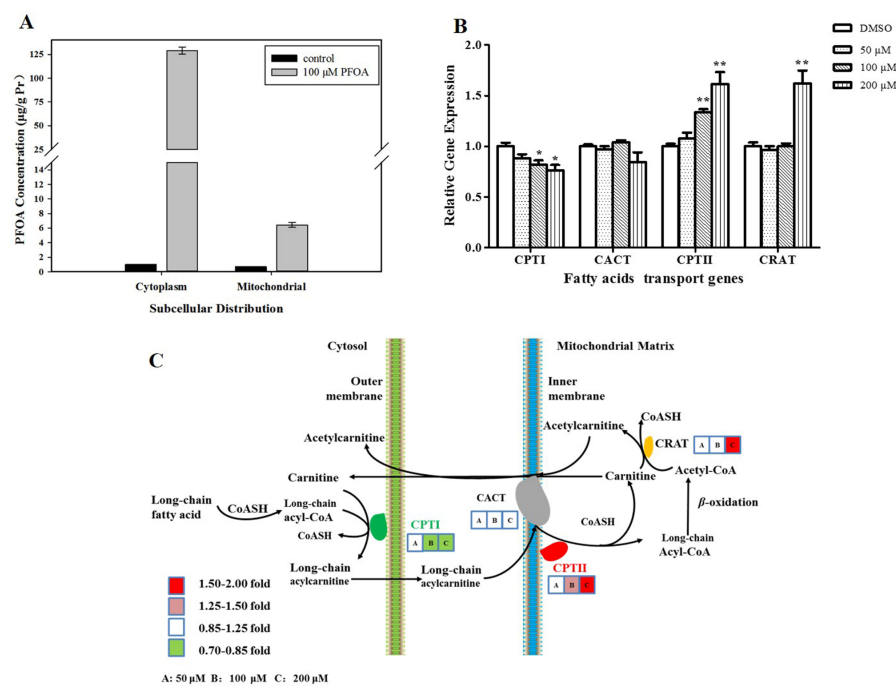 A
PFOA Concentration (µg/g Pr)
125
100
75
50
25
14
12
10
8
6
4
2
0
control
100 µM PFOA
Cytoplasm
Mitochondrial
Subcellular Distribution
B
Relative Gene Expression
2.0
1.5
1.0
0.5
0.0
* * ** ** **
DMSO
50 µM
100 µM
200 µM
CPTI
CACT
CPTII
CRAT
Fatty acids transport genes
C
Cytosol
Mitochondrial Matrix
Outer
membrane
Inner
membrane
CoASH
Acetylcarnitine
Acetylcarnitine
CRAT
A B C
Carnitine
Carnitine
Acetyl-CoA
Long-chain
fatty acid
CoASH
Long-chain
acyl-CoA
CoASH
CPTI
A B C
CACT
A B C
CoASH
β-oxidation
Long-chain
Acyl-CoA
Long-chain
acylcarnitine
Long-chain
acylcarnitine
CPTII
A B C
1.50-2.00 fold
1.25-1.50 fold
0.85-1.25 fold
0.70-0.85 fold
A: 50 µM B: 100 µM C: 200 µM